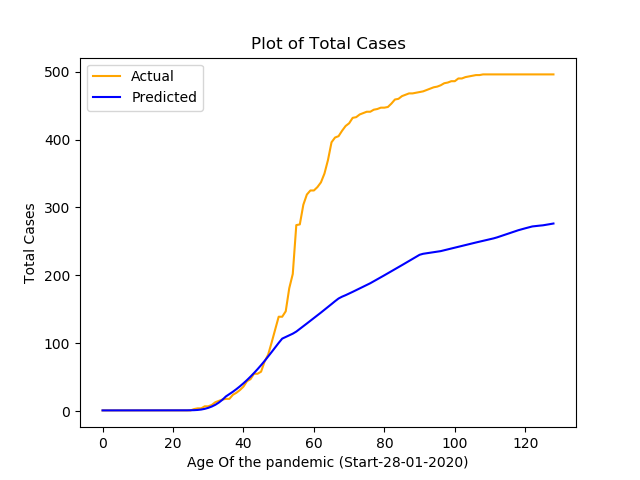 Plot of Total Cases
Actual
Predicted
500
400
300
200
100
0
Total Cases
0 20 40 60 80 100 120
Age Of the pandemic (Start-28-01-2020)